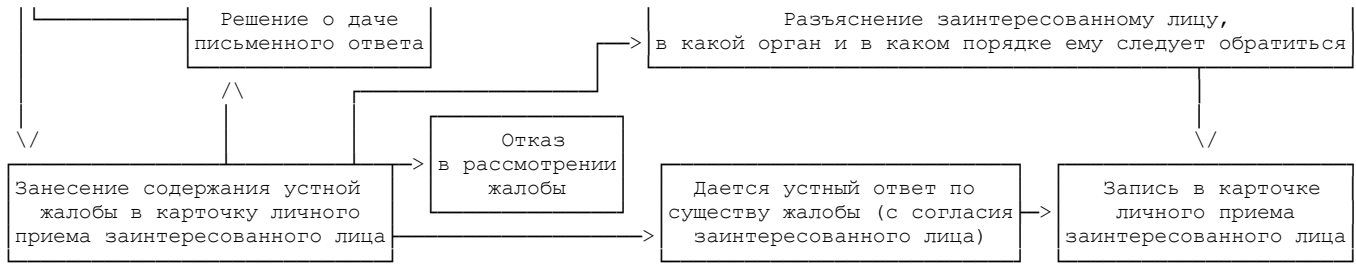 Решение о даче
письменного ответа
Разъяснение заинтересованному лицу,
в какой орган и в каком порядке ему следует обратиться
Отказ
в рассмотрении
жалобы
Занесение содержания устной
жалобы в карточку личного
приема заинтересованного лица
Дается устный ответ по
существу жалобы (с согласия
заинтересованного лица)
Запись в карточке
личного приема
заинтересованного лица